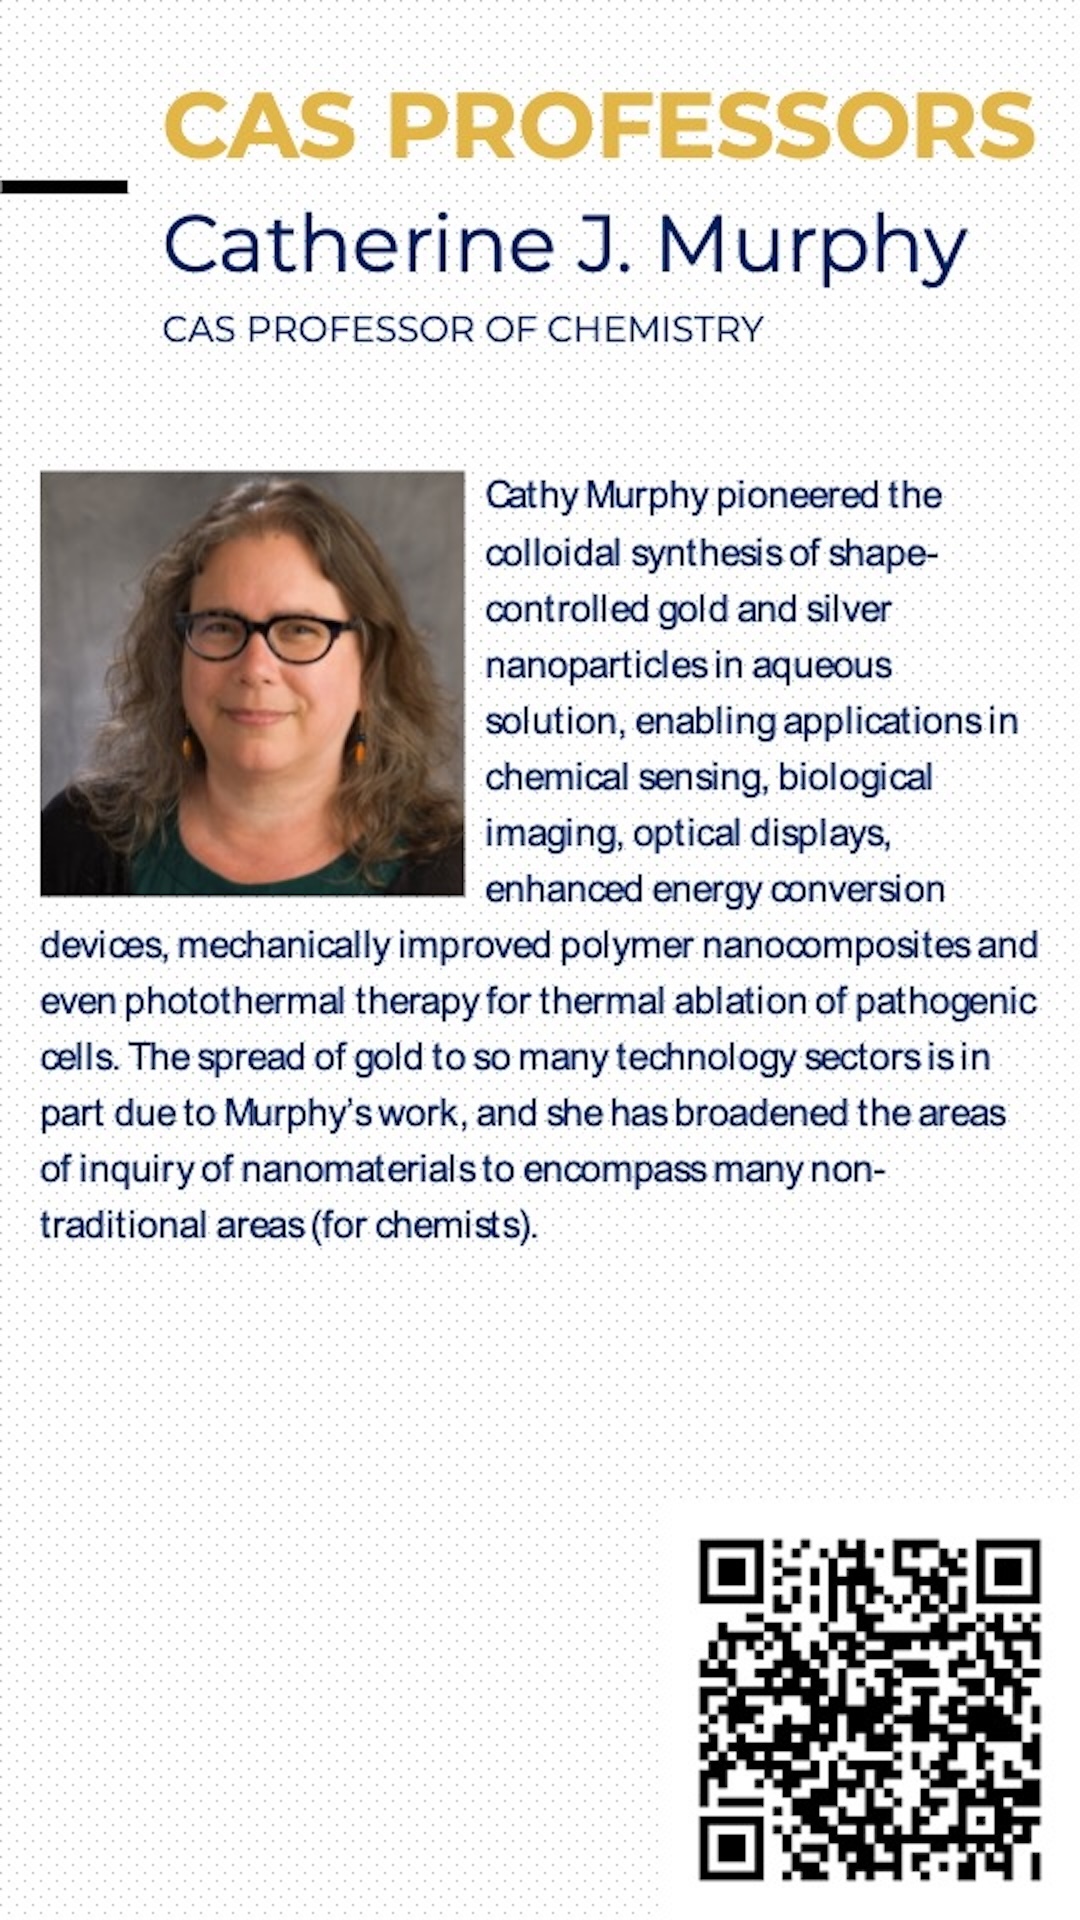 CAS PROFESSORS
Catherine J. Murphy
CAS PROFESSOR OF CHEMISTRY
Cathy Murphy pioneered the
colloidal synthesis of shape-
controlled gold and silver
nanoparticles in aqueous
solution, enabling applications in
chemical sensing, biological
imaging, optical displays,
enhanced energy conversion
devices, mechanically improved polymer nanocomposites and
even photothermal therapy for thermal ablation of pathogenic
cells. The spread of gold to so many technology sectors is in
part due to Murphy’s work, and she has broadened the areas
of inquiry of nanomaterials to encompass many non-
traditional areas (for chemists).